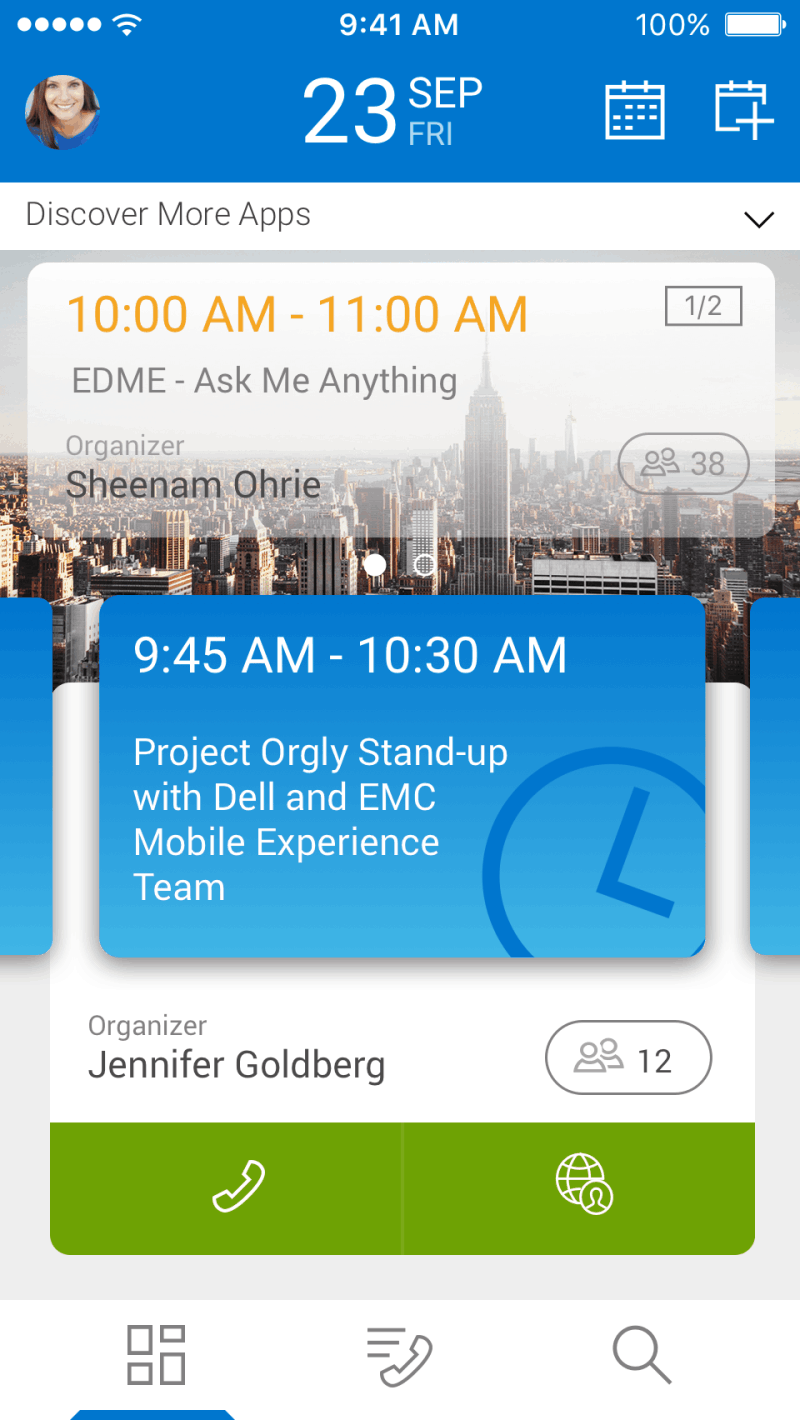 9:41 AM
100%
23
SEP
FRI
Discover More Apps
10:00 AM - 11:00 AM
1/2
EDME - Ask Me Anything
Organizer
Sheenam Ohrie
38
9:45 AM - 10:30 AM
Project Orgly Stand-up
with Dell and EMC
Mobile Experience
Team
Organizer
Jennifer Goldberg
12